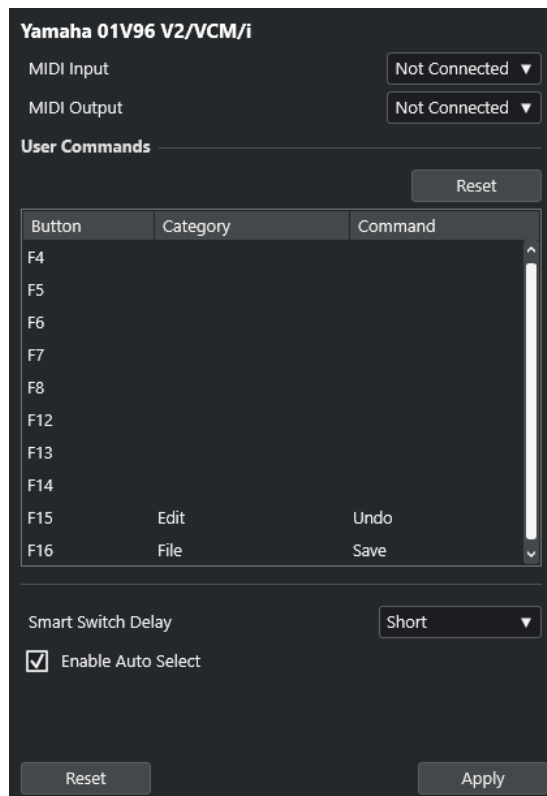 Yamaha 01V96 V2/VCM/i
MIDI Input Not Connected
MIDI Output Not Connected
User Commands
Reset
Button Category Command
F4
F5
F6
F7
F8
F12
F13
F14
F15 Edit Undo
F16 File Save
Smart Switch Delay Short
Enable Auto Select
Reset Apply